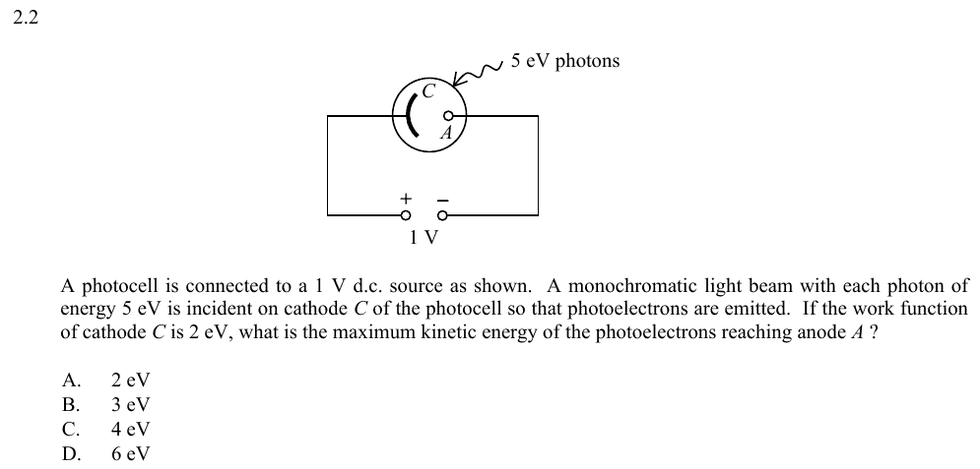 2.2
5 eV photons
C
A
+ −
1 V
A photocell is connected to a 1 V d.c. source as shown. A monochromatic light beam with each photon of
energy 5 eV is incident on cathode C of the photocell so that photoelectrons are emitted. If the work function
of cathode C is 2 eV, what is the maximum kinetic energy of the photoelectrons reaching anode A ?
A. 2 eV
B. 3 eV
C. 4 eV
D. 6 eV